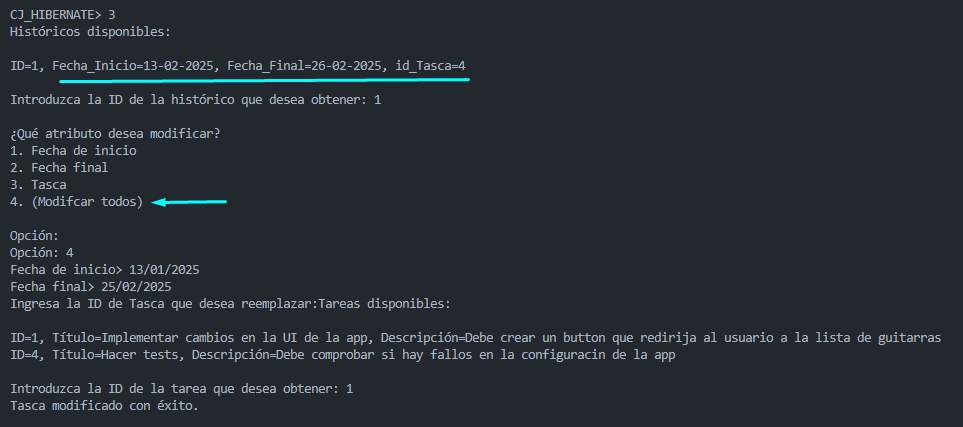 CJ_HIBERNATE> 3
Históricos disponibles:
ID=1, Fecha_Inicio=13-02-2025, Fecha_Final=26-02-2025, id_Tasca=4
Introduzca la ID de la histórico que desea obtener: 1
¿Qué atributo desea modificar?
1. Fecha de inicio
2. Fecha final
3. Tasca
4. (Modifcar todos)
Opción:
Opción: 4
Fecha de inicio> 13/01/2025
Fecha final> 25/02/2025
Ingresa la ID de Tasca que desea reemplazar:Tareas disponibles:
ID=1, Título=Implementar cambios en la UI de la app, Descripción=Debe crear un button que redirija al usuario a la lista de guitarras
ID=4, Título=Hacer tests, Descripción=Debe comprobar si hay fallos en la configuracin de la app
Introduzca la ID de la tarea que desea obtener: 1
Tasca modificado con éxito.